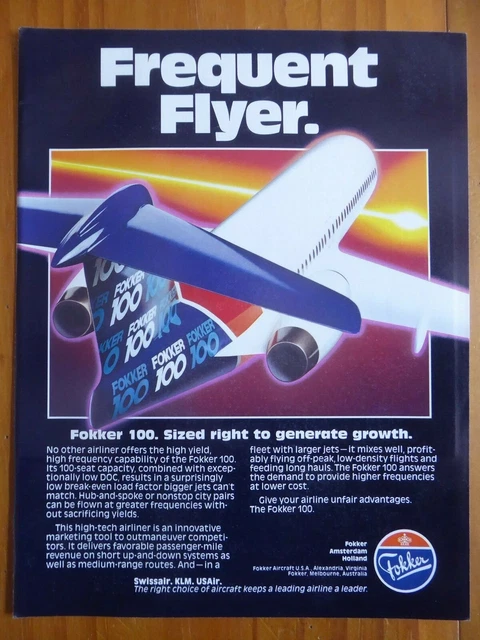 Frequent
Flyer.
100
FOKKER
100
FOKKER
100
FOKKER
100
FOKKER
100
FOKKER
100
FOKKER
100
Fokker 100. Sized right to generate growth.
No other airliner offers the high yield,
high frequency capability of the Fokker 100.
Its 100-seat capacity, combined with excep-
tionally low DOC, results in a surprisingly
low break-even load factor bigger jets can't
match. Hub-and-spoke or nonstop city pairs
can be flown at greater frequencies with-
out sacrificing yields.
This high-tech airliner is an innovative
marketing tool to outmaneuver competi-
tors. It delivers favorable passenger-mile
revenue on short up-and-down systems as
well as medium-range routes. And—in a
fleet with larger jets—it mixes well, profit-
ably flying off-peak, low-density flights and
feeding long hauls. The Fokker 100 answers
the demand to provide higher frequencies
at lower cost.
Give your airline unfair advantages.
The Fokker 100.
Fokker
Amsterdam
Holland
Fokker Aircraft U.S.A., Alexandria, Virginia
Fokker, Melbourne, Australia
Fokker
Swissair. KLM. USAir.
The right choice of aircraft keeps a leading airline a leader.